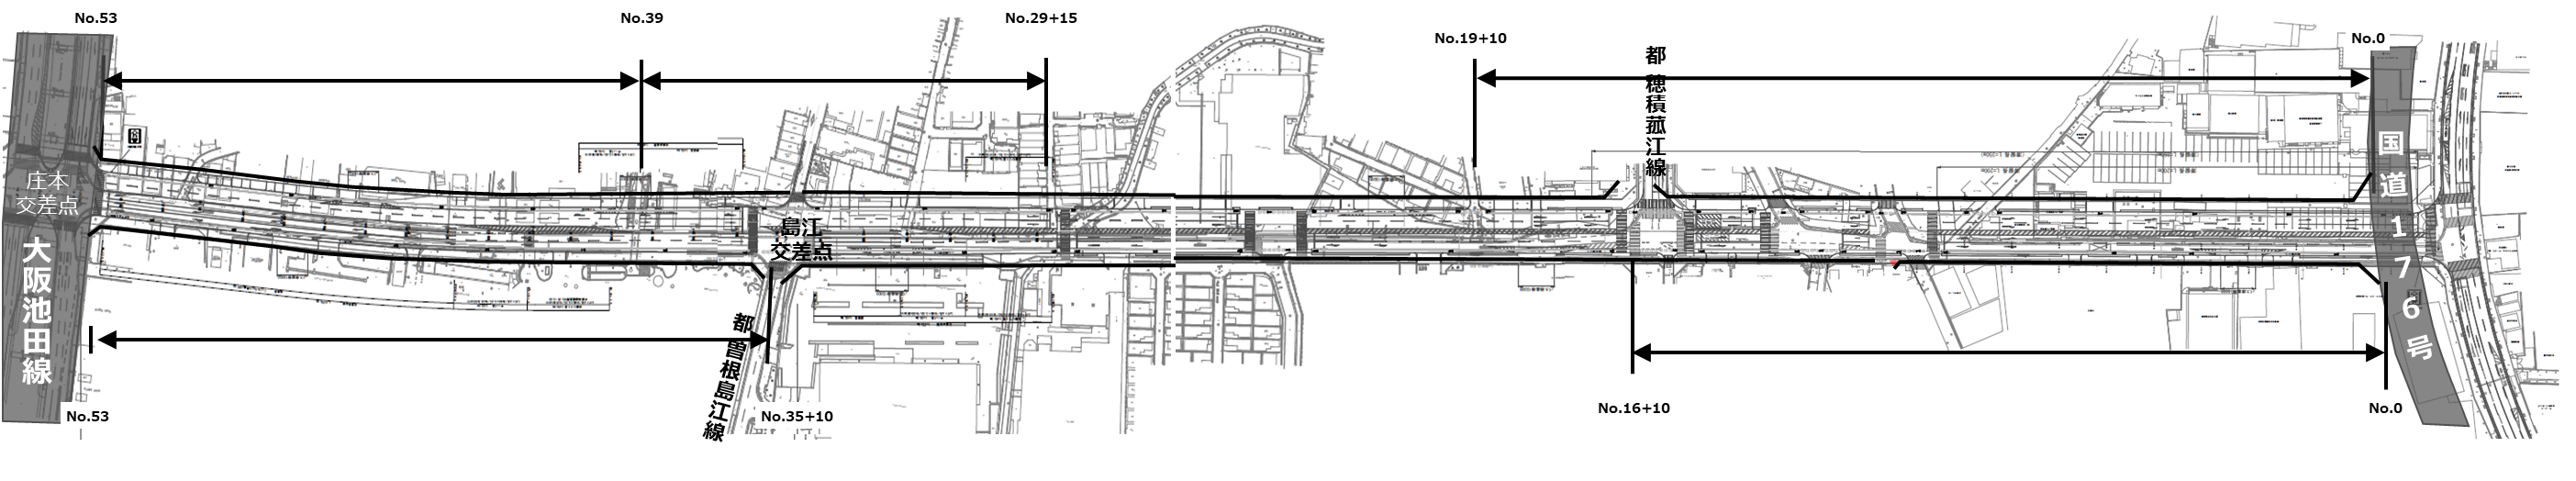 No.53
No.39
No.29+15
No.19+10
No.0
都 穂積菰江線
国道176号
庄本
交差点
大阪池田線
島江
交差点
都 曽根島江線
No.53
No.35+10
No.16+10
No.0